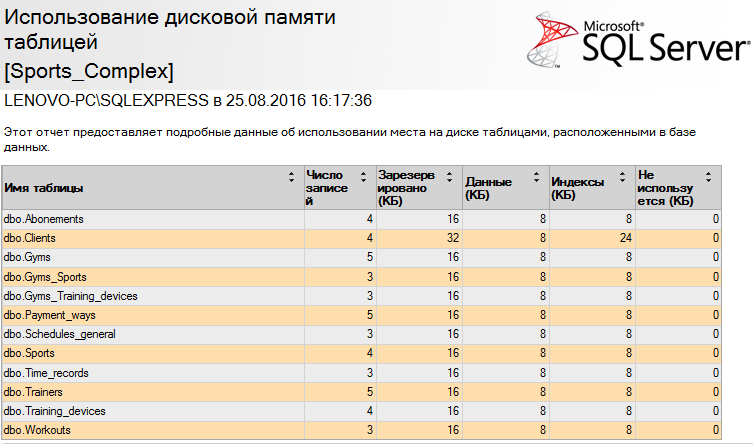 Использование дисковой памяти
таблицей
[Sports_Complex]
Microsoft®
SQL Server®
LENOVO-PC\SQLEXPRESS в 25.08.2016 16:17:36
Этот отчет предоставляет подробные данные об использовании места на диске таблицами, расположенными в базе
данных.
Имя таблицы Число записе й Зарезерв ировано (КБ) Данные (КБ) Индексы (КБ) Не использу ется (КБ)
dbo.Abonements 4 16 8 8 0
dbo.Clients 4 32 8 24 0
dbo.Gyms 5 16 8 8 0
dbo.Gyms_Sports 3 16 8 8 0
dbo.Gyms_Training_devices 3 16 8 8 0
dbo.Payment_ways 5 16 8 8 0
dbo.Schedules_general 3 16 8 8 0
dbo.Sports 4 16 8 8 0
dbo.Time_records 3 16 8 8 0
dbo.Trainers 5 16 8 8 0
dbo.Training_devices 4 16 8 8 0
dbo.Workouts 3 16 8 8 0